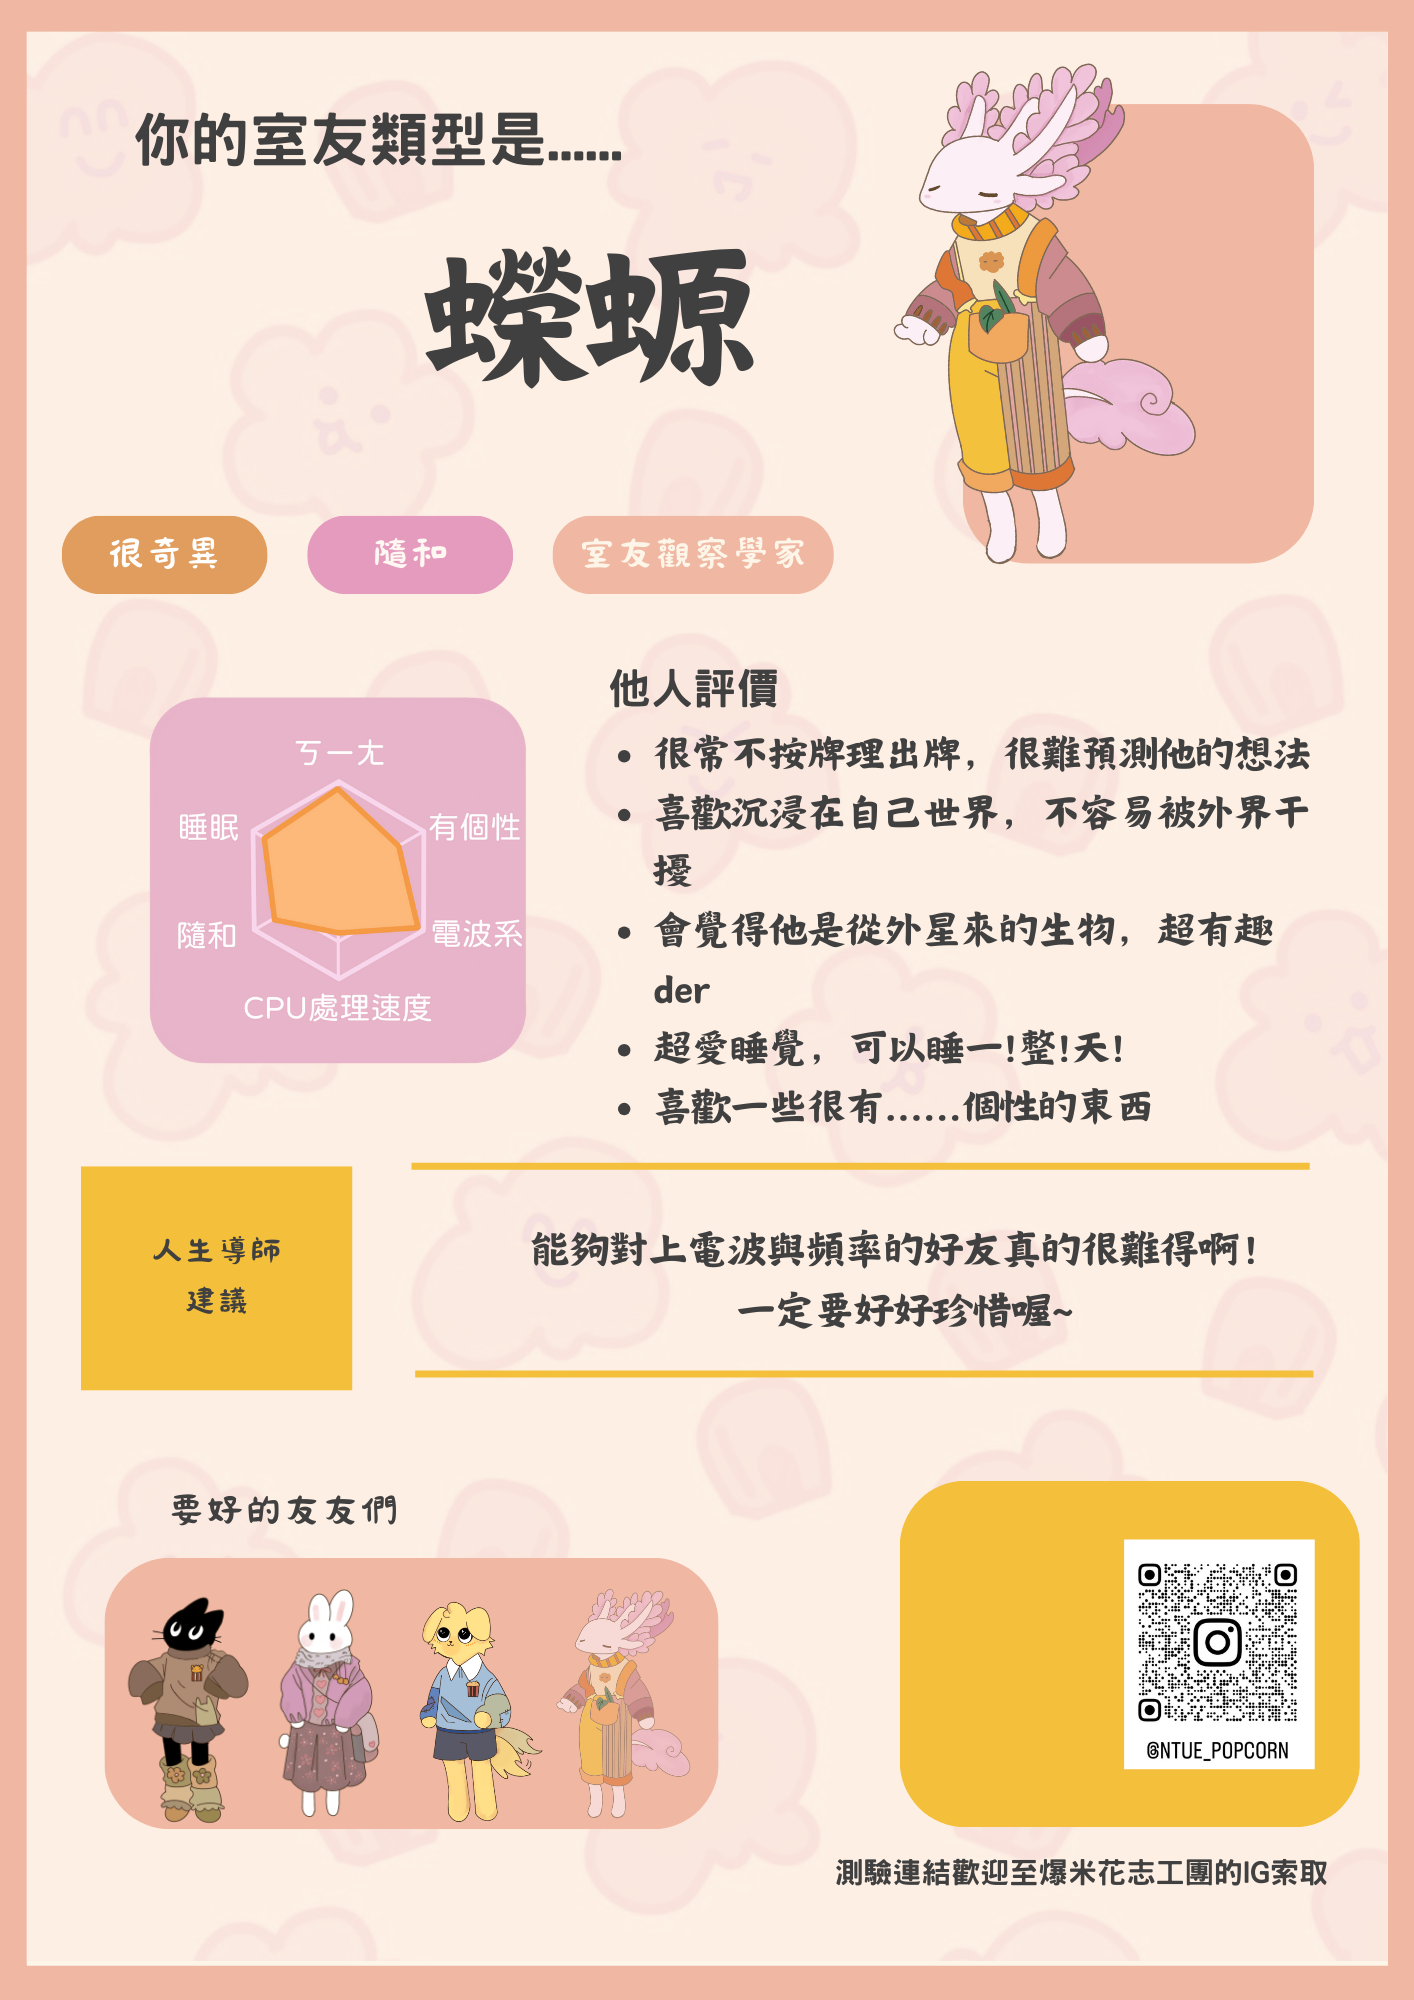 你的室友類型是......
蠑螈
很奇異
隨和
室友觀察學家
ㄎㄧㄤ
睡眠
有個性
隨和
電波系
CPU處理速度
他人評價
• 很常不按牌理出牌，很難預測他的想法
• 喜歡沉浸在自己世界，不容易被外界干
擾
• 會覺得他是從外星來的生物，超有趣
der
• 超愛睡覺，可以睡一!整!天!
• 喜歡一些很有......個性的東西
人生導師
建議
能夠對上電波與頻率的好友真的很難得啊!
一定要好好珍惜喔~
要好的友友們
@NTUE_POPCORN
測驗連結歡迎至爆米花志工團的IG索取